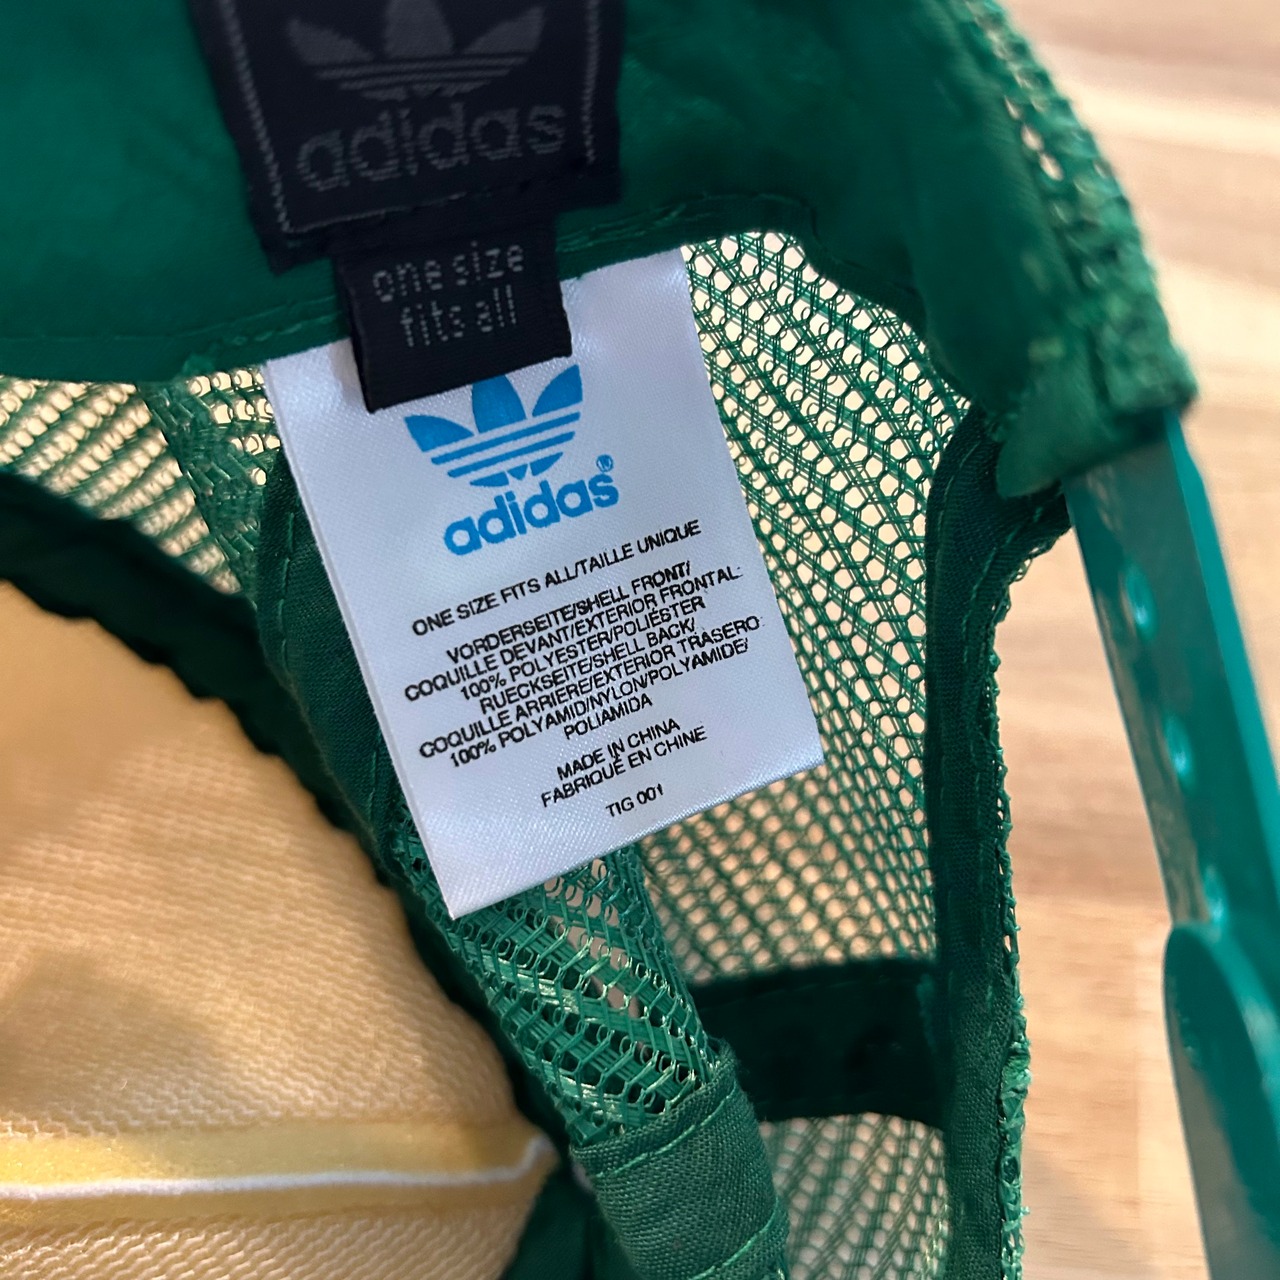 adidas
one size
fits all
adidas®
ONE SIZE FITS ALL/TAILLE UNIQUE
VORDERSEITE/SHELL FRONT/
COQUILLE DEVANT/EXTERIOR FRONTAL:
100% POLYESTER/POLIÉSTER
RUECKSEITE/SHELL BACK/
COQUILLE ARRIERE/EXTERIOR TRASERO:
100% POLYAMID/NYLON/POLYAMIDE/
POLIAMIDA
MADE IN CHINA
FABRIQUÉ EN CHINE
TIG 001